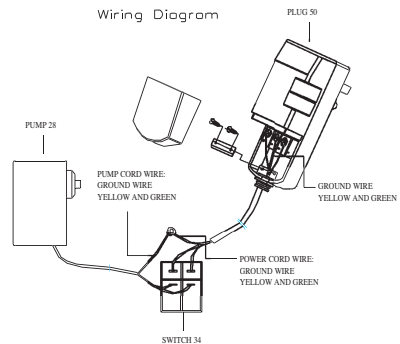 Wiring Diagram
PLUG 50
PUMP 28
PUMP CORD WIRE:
GROUND WIRE
YELLOW AND GREEN
GROUND WIRE
YELLOW AND GREEN
POWER CORD WIRE:
GROUND WIRE
YELLOW AND GREEN
SWITCH 34